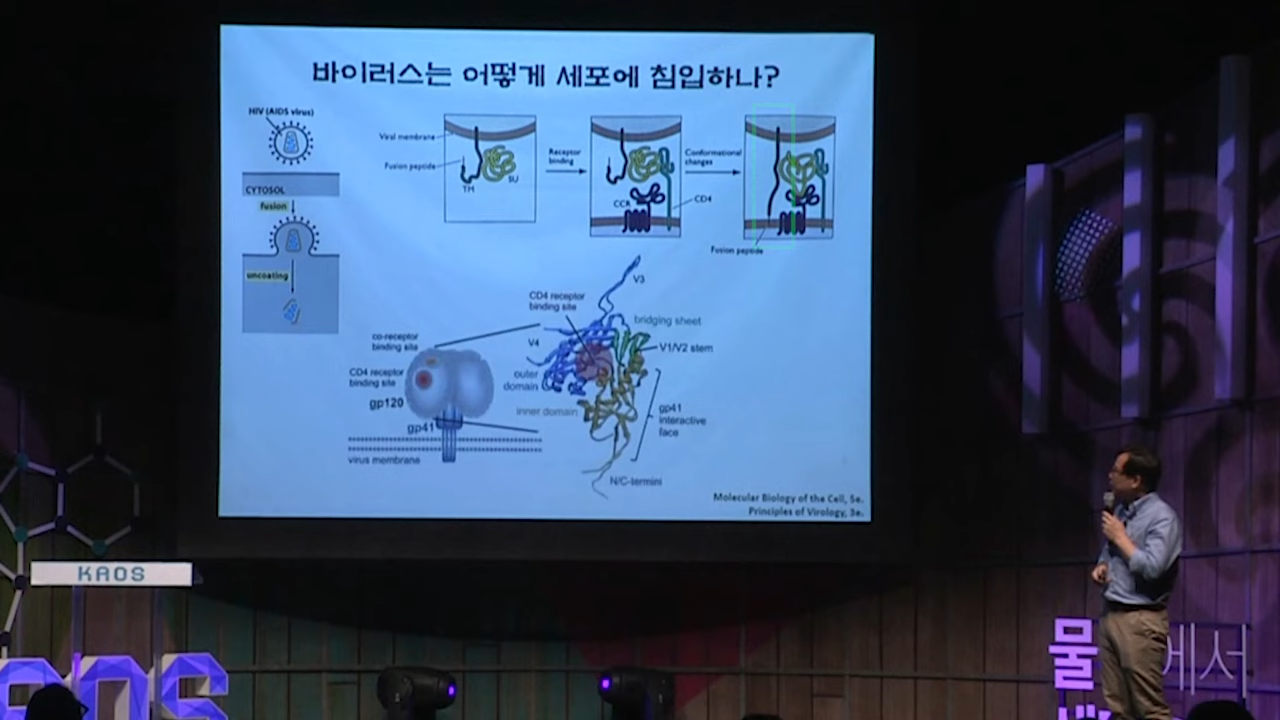 바이러스는 어떻게 세포에 침입하나?
HIV (AIDS virus)
CYTOSOL
fusion
uncoating
Viral membrane
Fusion peptide
TM
SU
Receptor
binding
CCR
CD4
Conformational
changes
Fusion peptide
co-receptor
binding site
CD4 receptor
binding site
gp120
gp41
virus membrane
CD4 receptor
binding site
V3
bridging sheet
V4
V1/V2 stem
outer
domain
inner domain
gp41
interactive
face
N/C-termini
Molecular Biology of the Cell, 5e.
Principles of Virology, 3e.
KAOS
물
에서